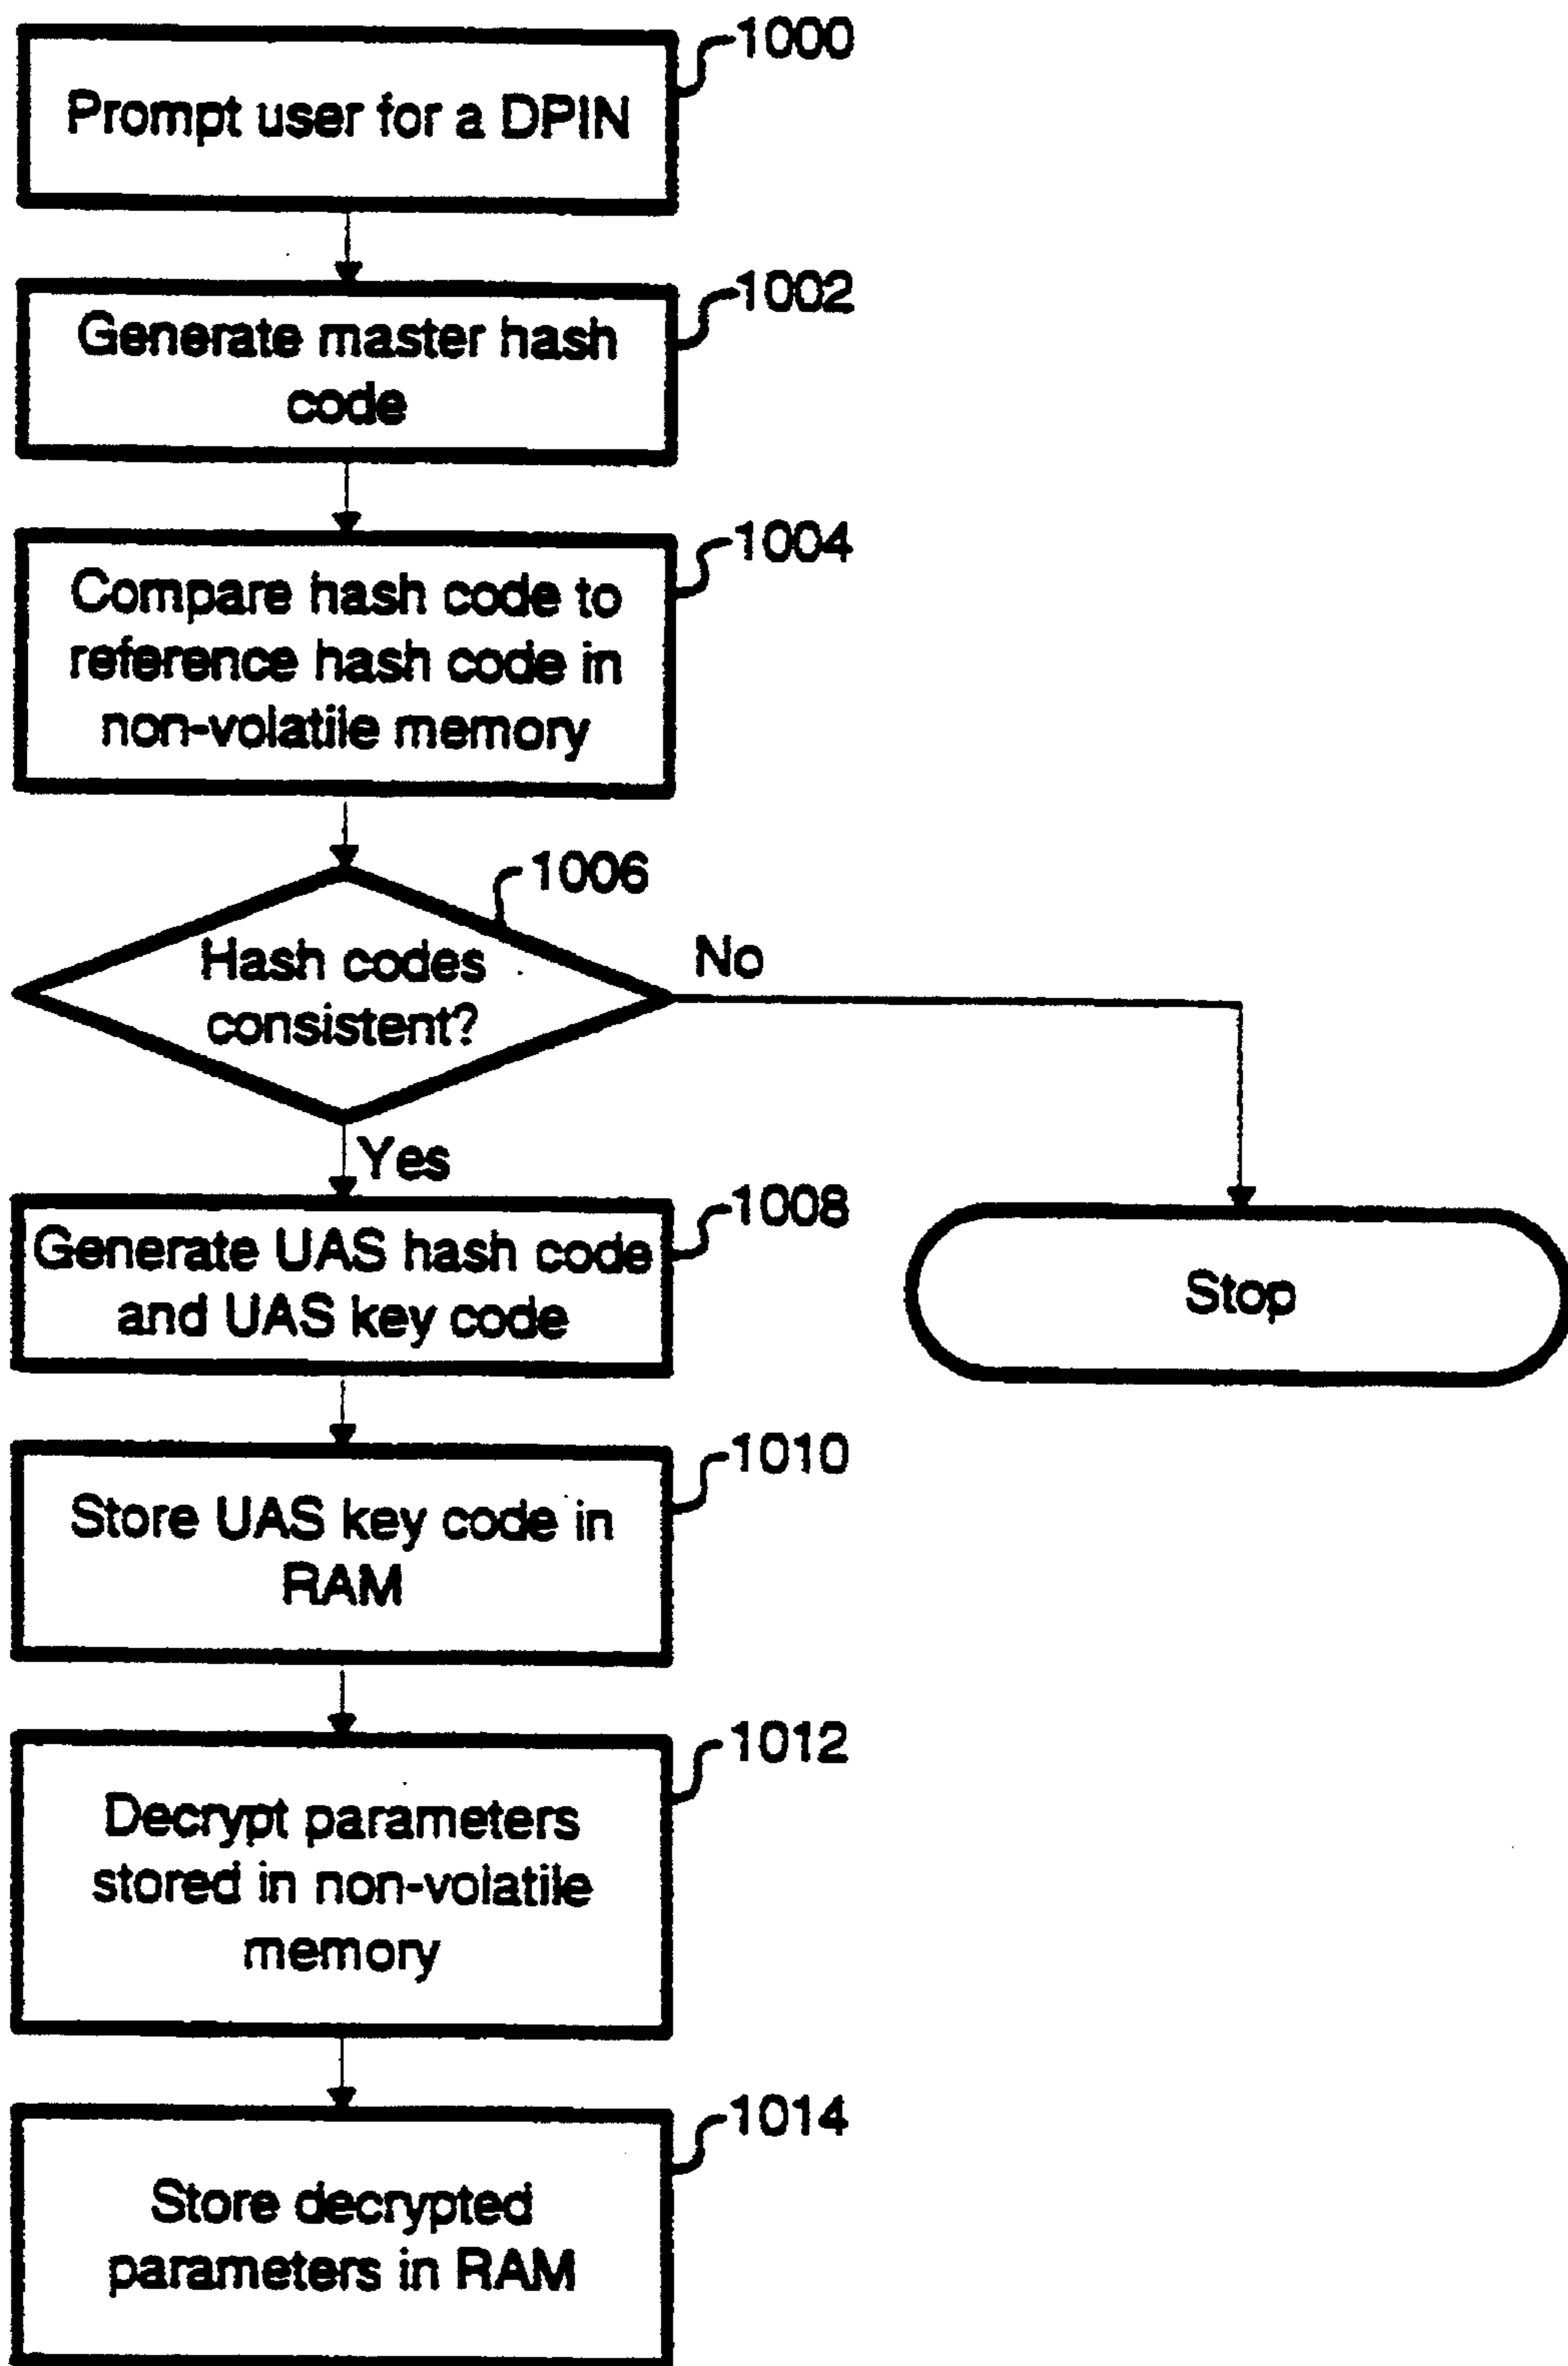 1000
Prompt user for a DPIN
1002
Generate master hash
code
1004
Compare hash code to
reference hash code in
non-volatile memory
1006
Hash codes
consistent?
No
Yes
1008
Generate UAS hash code
and UAS key code
Stop
1010
Store UAS key code in
RAM
1012
Decrypt parameters
stored in non-volatile
memory
1014
Store decrypted
parameters in RAM